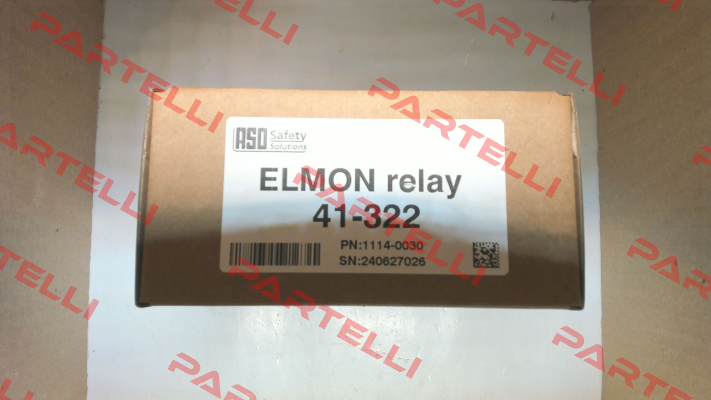 ASO Safety
Solutions
ELMON relay
41-322
PN:1114-0030
SN:240627026
PARTELLI
PARTELLI
PARTELLI
PARTELLI
PARTELLI
PARTELLI
PARTELLI
PARTELLI
PARTELLI